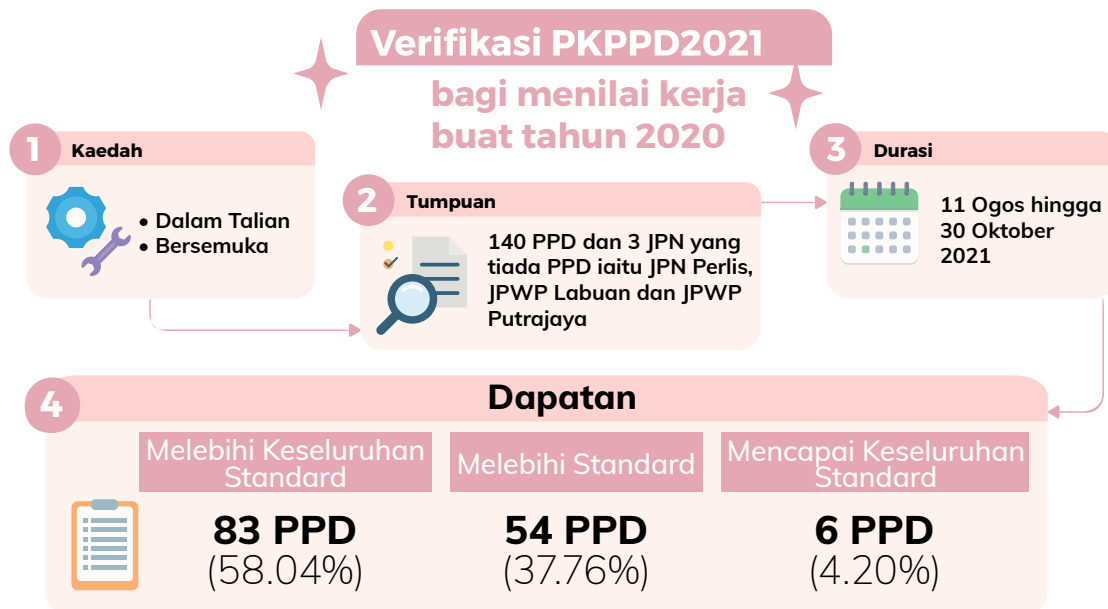 Verifikasi PKPPD2021
bagi menilai kerja
buat tahun 2020
1
Kaedah
• Dalam Talian
• Bersemuka
2
Tumpuan
140 PPD dan 3 JPN yang
tiada PPD iaitu JPN Perlis,
JPWP Labuan dan JPWP
Putrajaya
3
Durasi
11 Ogos hingga
30 Oktober
2021
4
Dapatan
Melebihi Keseluruhan
Standard
83 PPD
(58.04%)
Melebihi Standard
54 PPD
(37.76%)
Mencapai Keseluruhan
Standard
6 PPD
(4.20%)